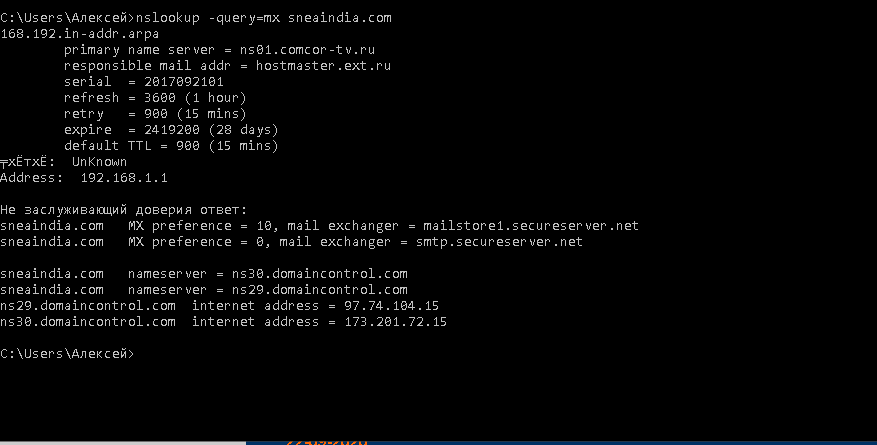 C:\Users\Алексей>nslookup -query=mx sneaindia.com
168.192.in-addr.arpa
primary name server = ns01.comcor-tv.ru
responsible mail addr = hostmaster.ext.ru
serial = 2017092101
refresh = 3600 (1 hour)
retry = 900 (15 mins)
expire = 2419200 (28 days)
default TTL = 900 (15 mins)
╤хЁтхЁ: UnKnown
Address: 192.168.1.1
Не заслуживающий доверия ответ:
sneaindia.com MX preference = 10, mail exchanger = mailstore1.secureserver.net
sneaindia.com MX preference = 0, mail exchanger = smtp.secureserver.net
sneaindia.com nameserver = ns30.domaincontrol.com
sneaindia.com nameserver = ns29.domaincontrol.com
ns29.domaincontrol.com internet address = 97.74.104.15
ns30.domaincontrol.com internet address = 173.201.72.15
C:\Users\Алексей>